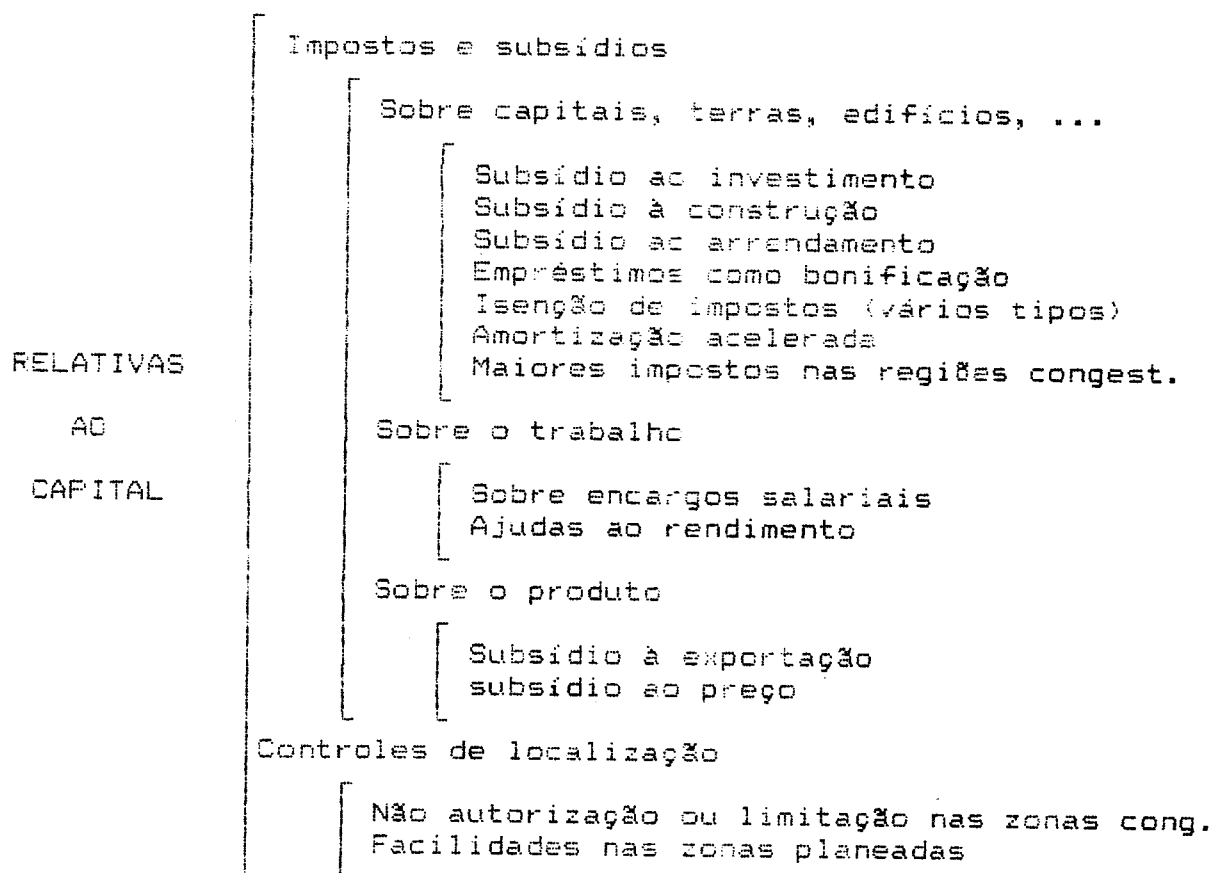 Impostos e subsídios
Sobre capitais, terras, edifícios, ...
Subsídio ao investimento
Subsídio à construção
Subsídio ao arrendamento
Empréstimos como bonificação
Isenção de impostos (vários tipos)
Amortização acelerada
Maiores impostos nas regiões congest.
RELATIVAS
AO
CAPITAL
Sobre o trabalho
Sobre encargos salariais
Ajudas ao rendimento
Sobre o produto
Subsídio à exportação
subsídio ao preço
Controles de localização
Não autorização ou limitação nas zonas cong.
Facilidades nas zonas planeadas